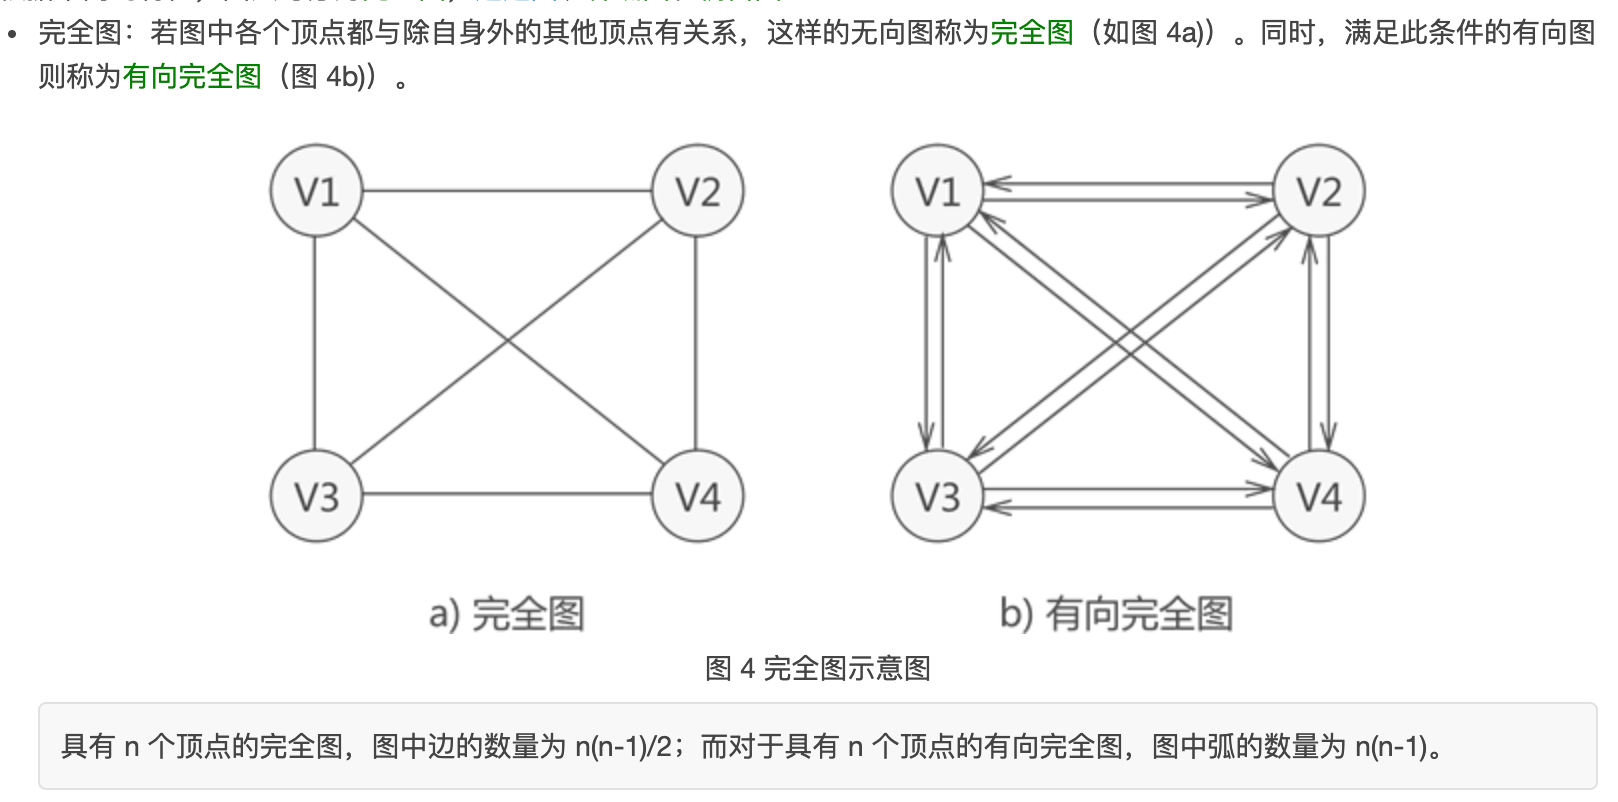 完全图：若图中各个顶点都与除自身外的其他顶点有关系，这样的无向图称为完全图（如图 4a)）。同时，满足此条件的有向图
则称为有向完全图（图 4b)）。
V1 V2 V1 V2
V3 V4 V3 V4
a) 完全图 b) 有向完全图
图 4 完全图示意图
具有 n 个顶点的完全图，图中边的数量为 n(n-1)/2；而对于具有 n 个顶点的有向完全图，图中弧的数量为 n(n-1)。